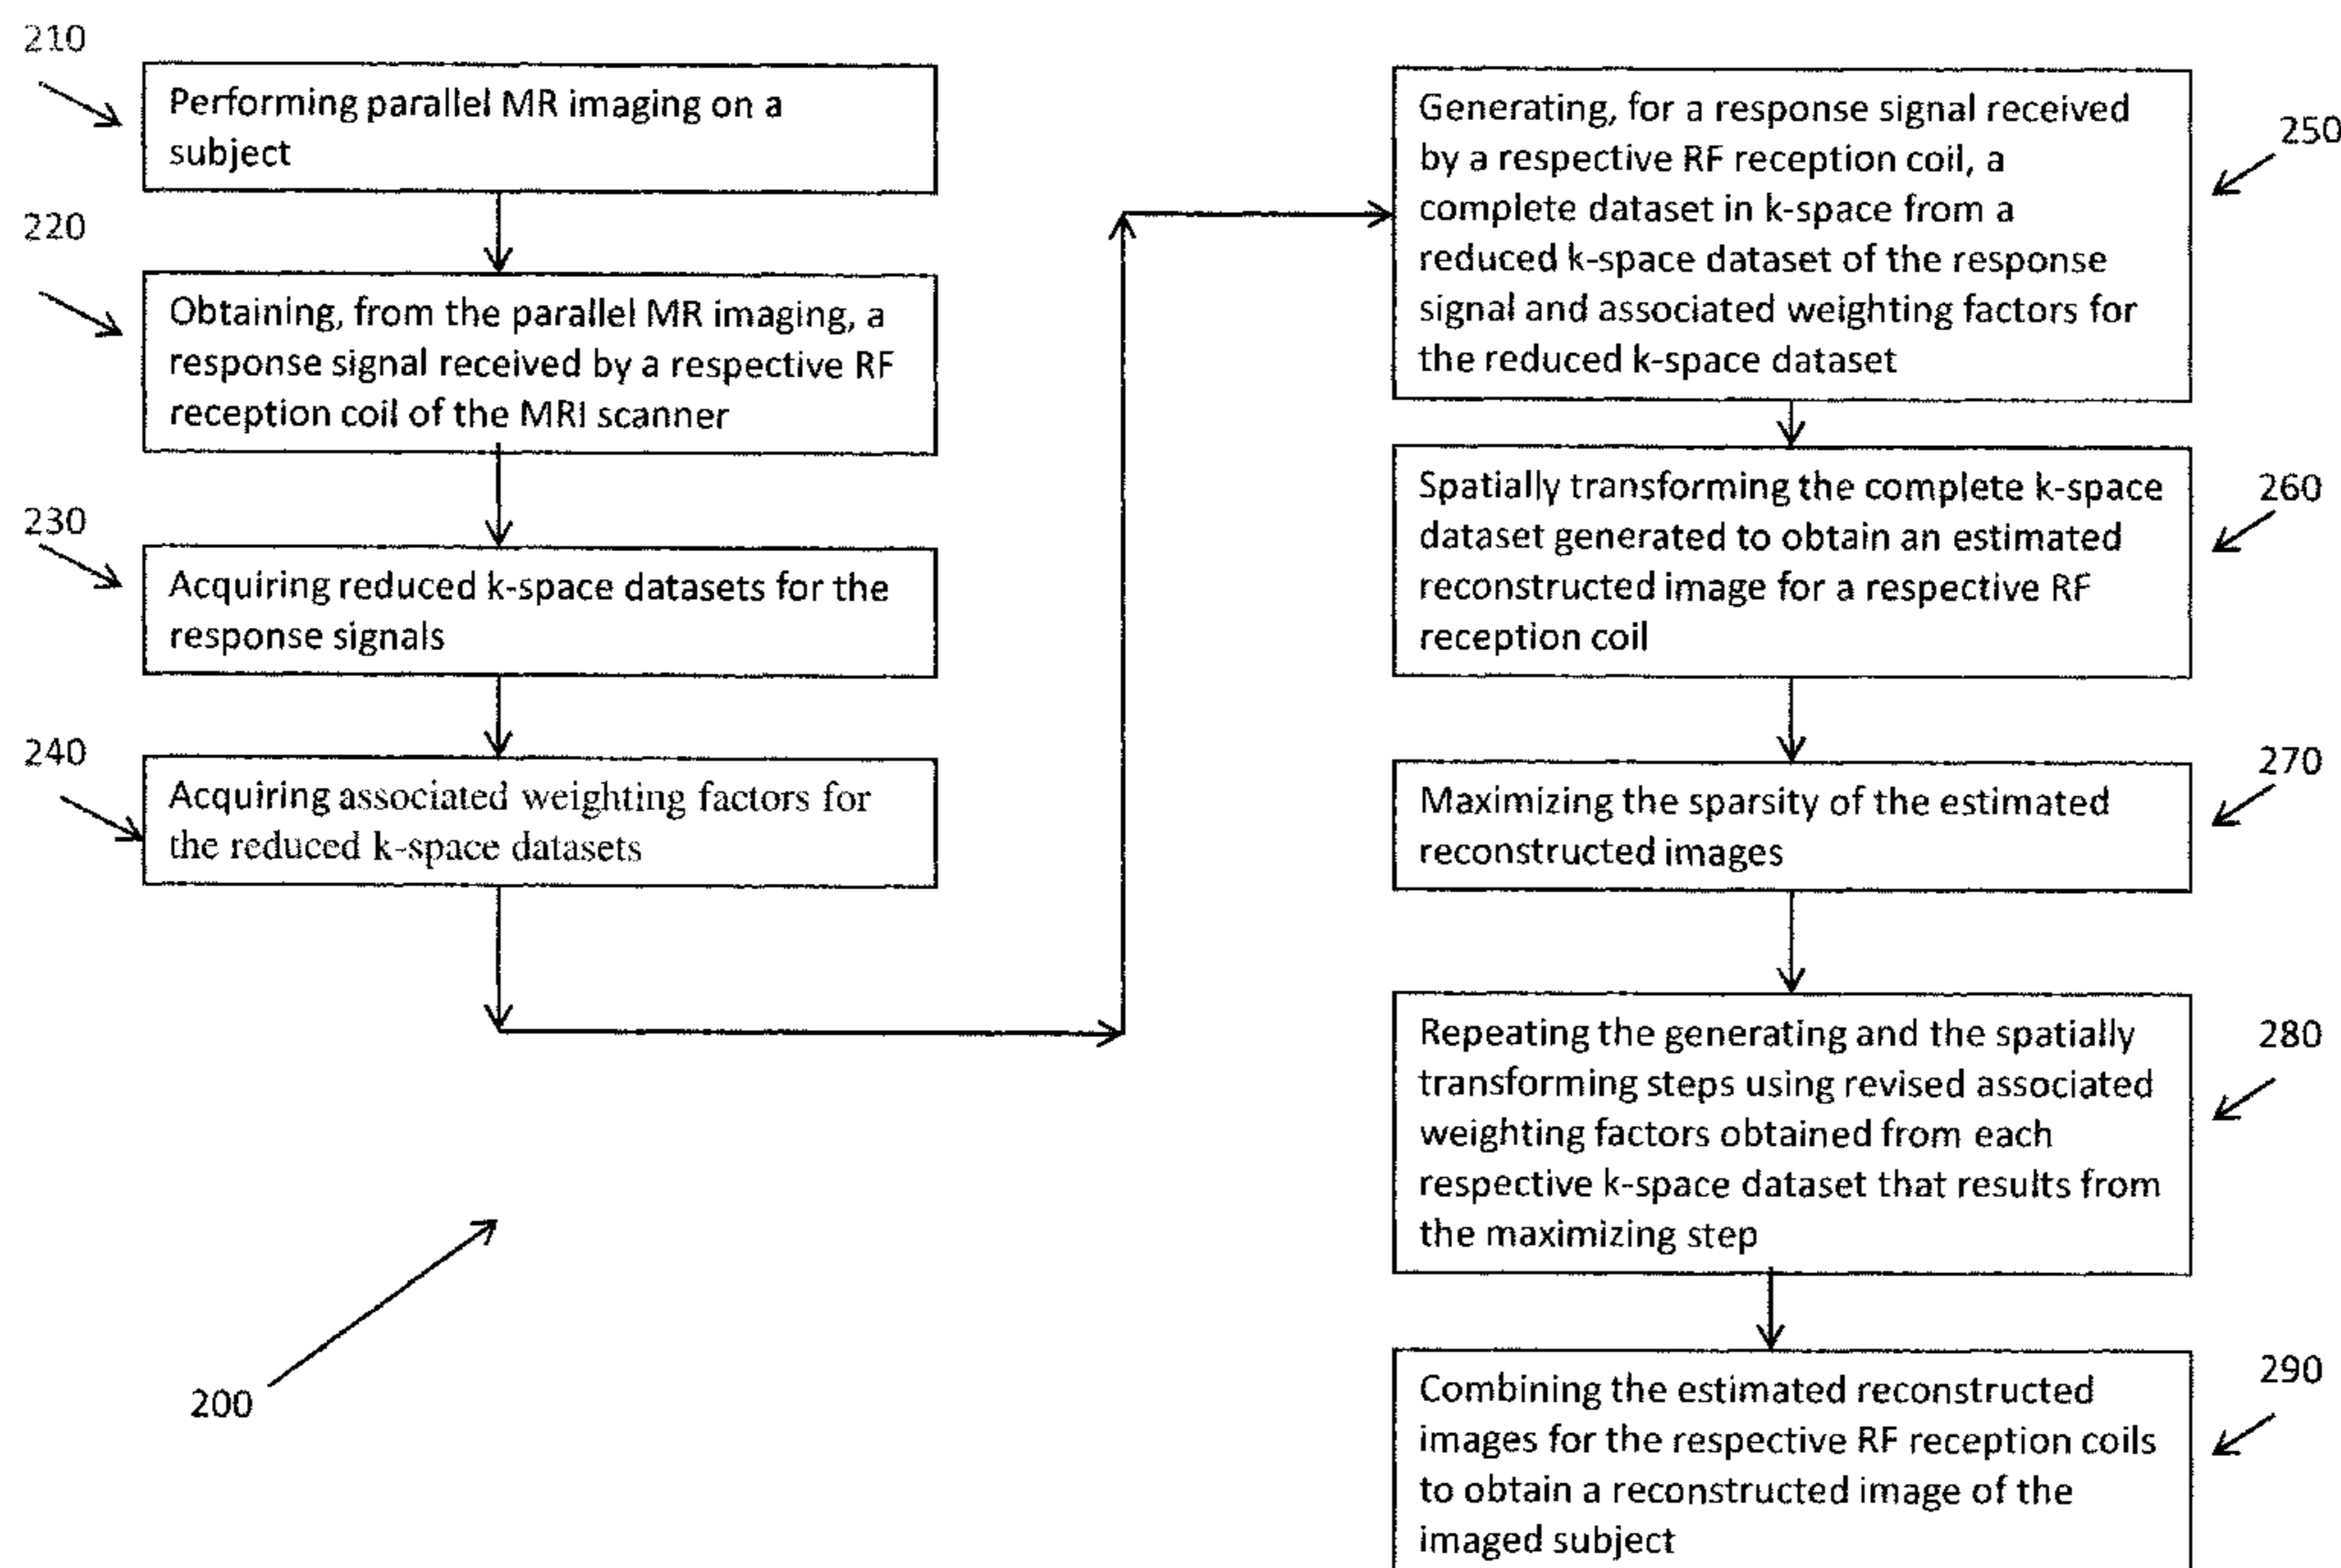 210
Performing parallel MR imaging on a
subject
220
Obtaining, from the parallel MR imaging, a
response signal received by a respective RF
reception coil of the MRI scanner
230
Acquiring reduced k-space datasets for the
response signals
240
Acquiring associated weighting factors for
the reduced k-space datasets
200
Generating, for a response signal received
by a respective RF reception coil, a
complete dataset in k-space from a
reduced k-space dataset of the response
signal and associated weighting factors for
the reduced k-space dataset
250
Spatially transforming the complete k-space
dataset generated to obtain an estimated
reconstructed image for a respective RF
reception coil
260
Maximizing the sparsity of the estimated
reconstructed images
270
Repeating the generating and the spatially
transforming steps using revised associated
weighting factors obtained from each
respective k-space dataset that results from
the maximizing step
280
Combining the estimated reconstructed
images for the respective RF reception coils
to obtain a reconstructed image of the
imaged subject
290